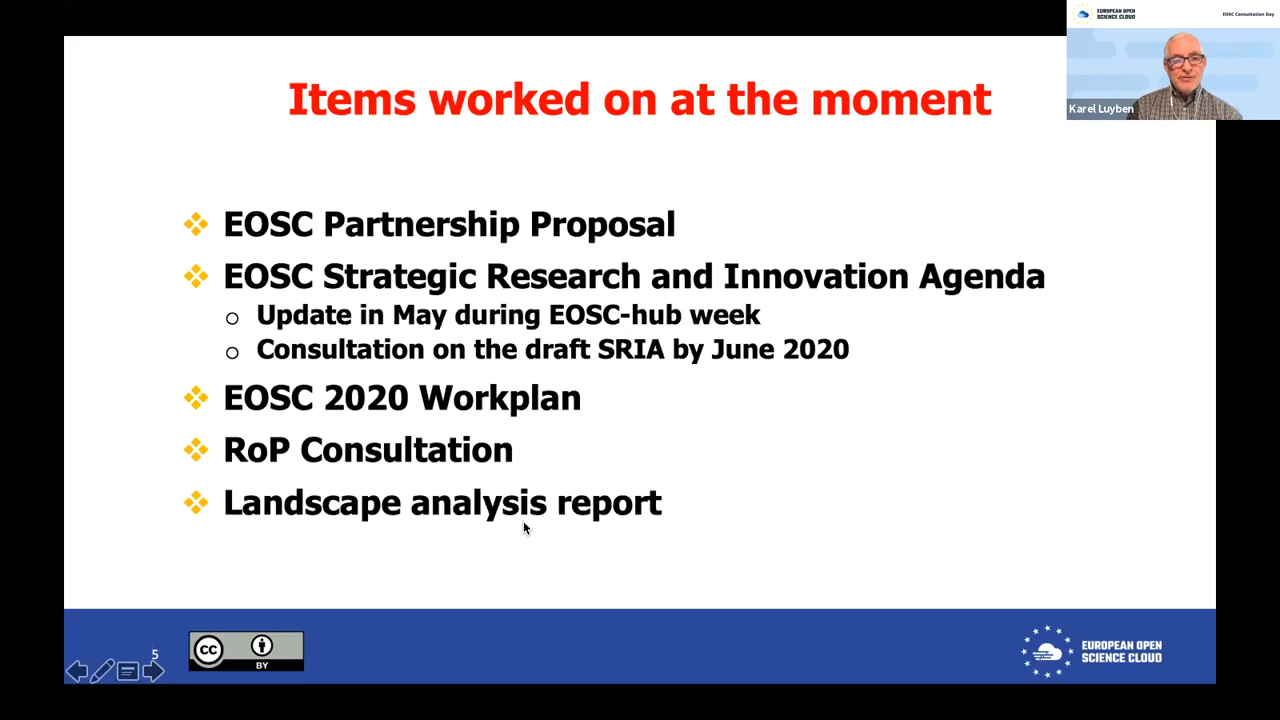 EUROPEAN OPEN
SCIENCE CLOUD
EOSC Consultation Day
Karel Luyben
Items worked on at the moment
EOSC Partnership Proposal
EOSC Strategic Research and Innovation Agenda
Update in May during EOSC-hub week
Consultation on the draft SRIA by June 2020
EOSC 2020 Workplan
RoP Consultation
Landscape analysis report
5
CC
BY
EUROPEAN OPEN
SCIENCE CLOUD